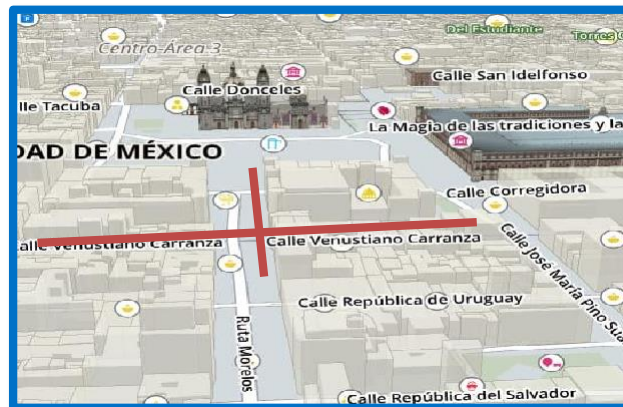 Del Estudiante
Torres
Centro-Área 3
Calle San Idelfonso
Calle Donceles
lle Tacuba
La Magia de las tradiciones y la
DAD DE MÉXICO
Calle Corregidora
alle Venustiano Carranza
Calle Venustiano Carranza
Calle José María Pino Sua
Calle República de Uruguay
Ruta Morelos
Calle República del Salvador